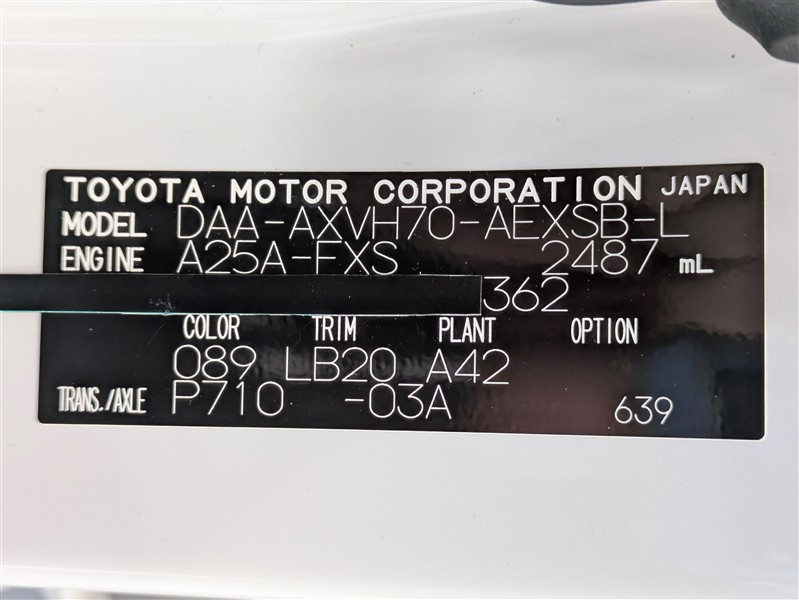 TOYOTA MOTOR CORPORATION JAPAN
MODEL DAA-AXVH70-AEXSB-L
ENGINE A25A-FXS 2487 mL
362
COLOR TRIM PLANT OPTION
089 LB20 A42
TRANS./AXLE P710 -03A 639